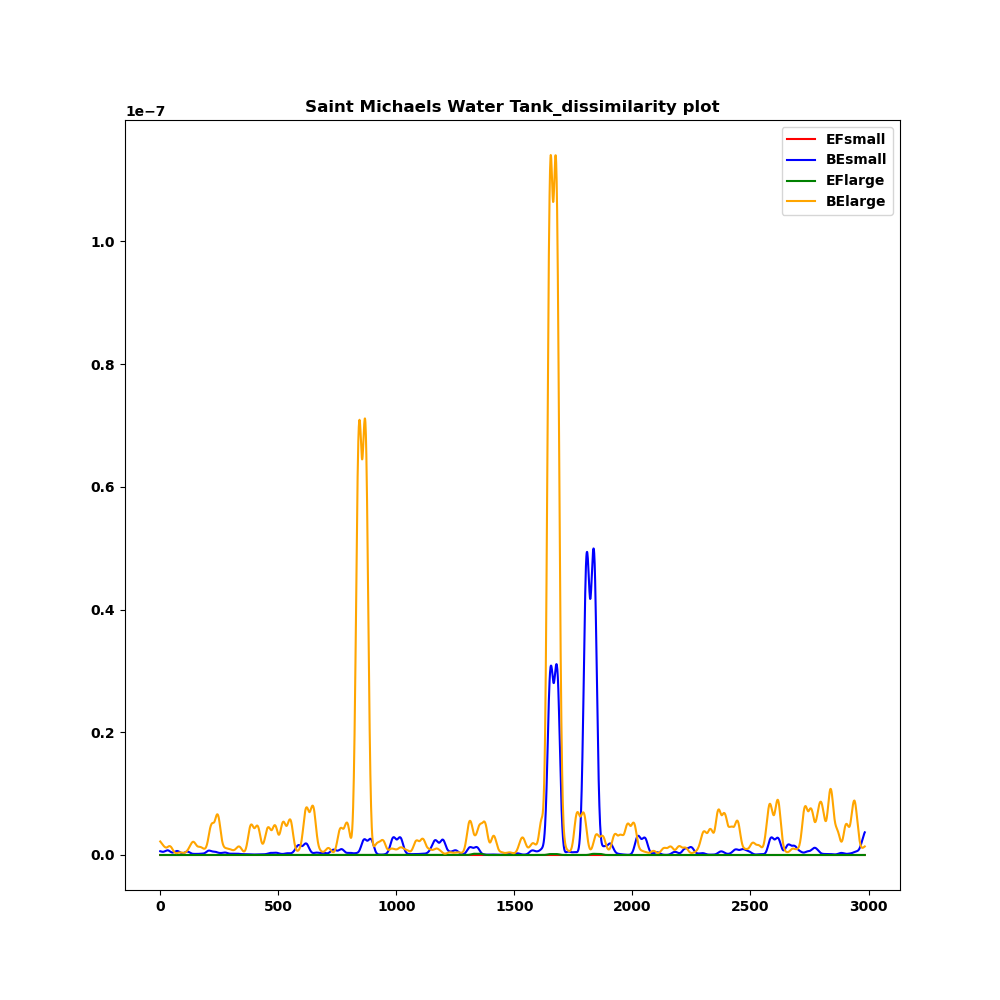 Saint Michaels Water Tank_dissimilarity plot
1e−7
EFsmall
BEsmall
EFlarge
BElarge
1.0
0.8
0.6
0.4
0.2
0.0
0 500 1000 1500 2000 2500 3000